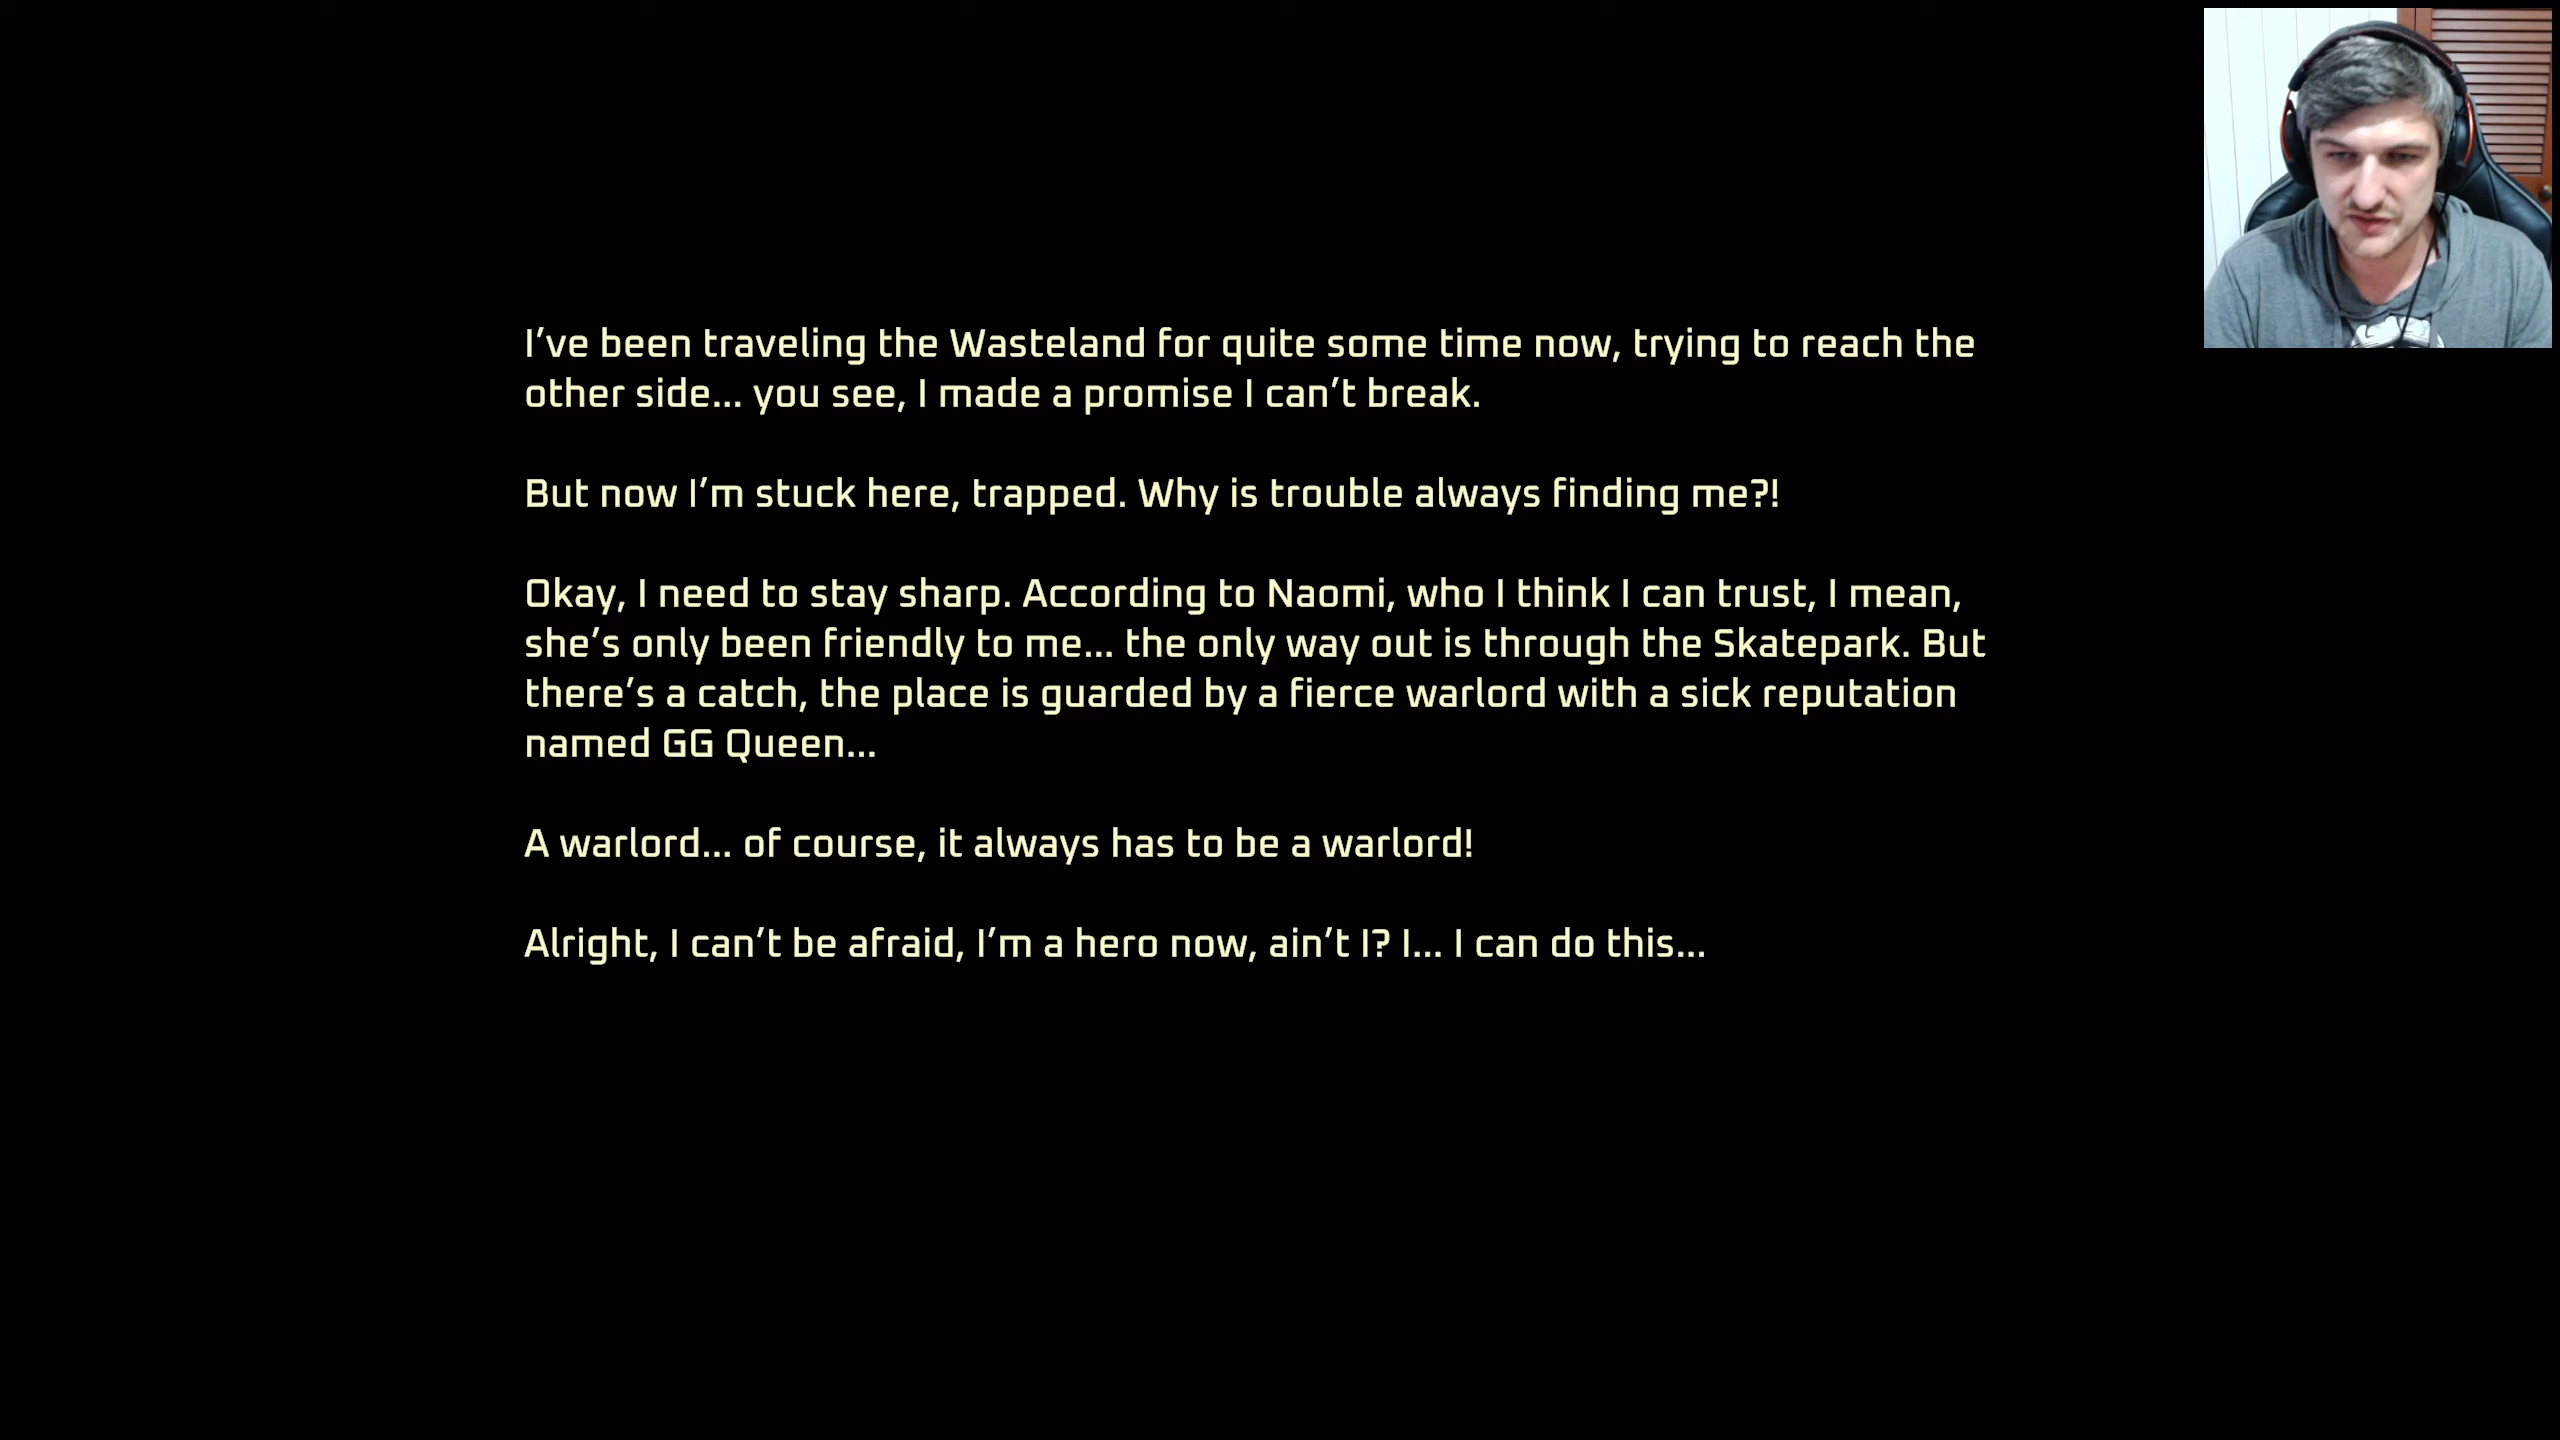 I've been traveling the Wasteland for quite some time now, trying to reach the
other side... you see, I made a promise I can't break.
But now I'm stuck here, trapped. Why is trouble always finding me?!
Okay, I need to stay sharp. According to Naomi, who I think I can trust, I mean,
she's only been friendly to me... the only way out is through the Skatepark. But
there's a catch, the place is guarded by a fierce warlord with a sick reputation
named GG Queen...
A warlord... of course, it always has to be a warlord!
Alright, I can't be afraid, I'm a hero now, ain't I? I... I can do this...